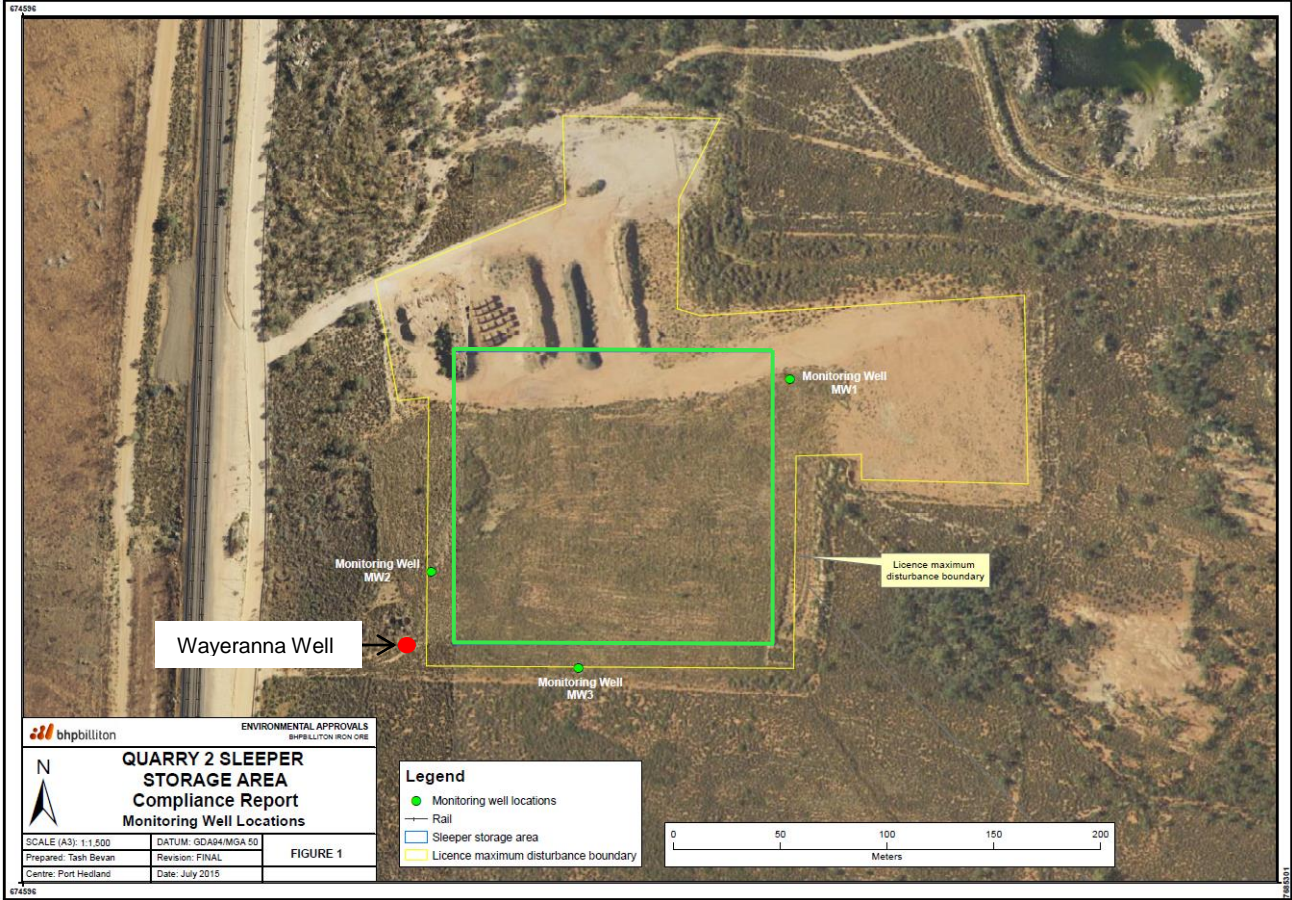 674596
Monitoring Well
MW1
Monitoring Well
MW2
Licence maximum
disturbance boundary
Wayeranna Well
Monitoring Well
MW3
bhpbilliton
ENVIRONMENTAL APPROVALS
BHPBILLITON IRON ORE
N
QUARRY 2 SLEEPER
STORAGE AREA
Compliance Report
Monitoring Well Locations
SCALE (A3): 1:1,500
DATUM: GDA94/MGA 50
Prepared: Tash Bevan
Revision: FINAL
FIGURE 1
Centre: Port Hedland
Date: July 2015
Legend
Monitoring well locations
Rail
Sleeper storage area
Licence maximum disturbance boundary
0 50 100 150 200
Meters
674596
7685301